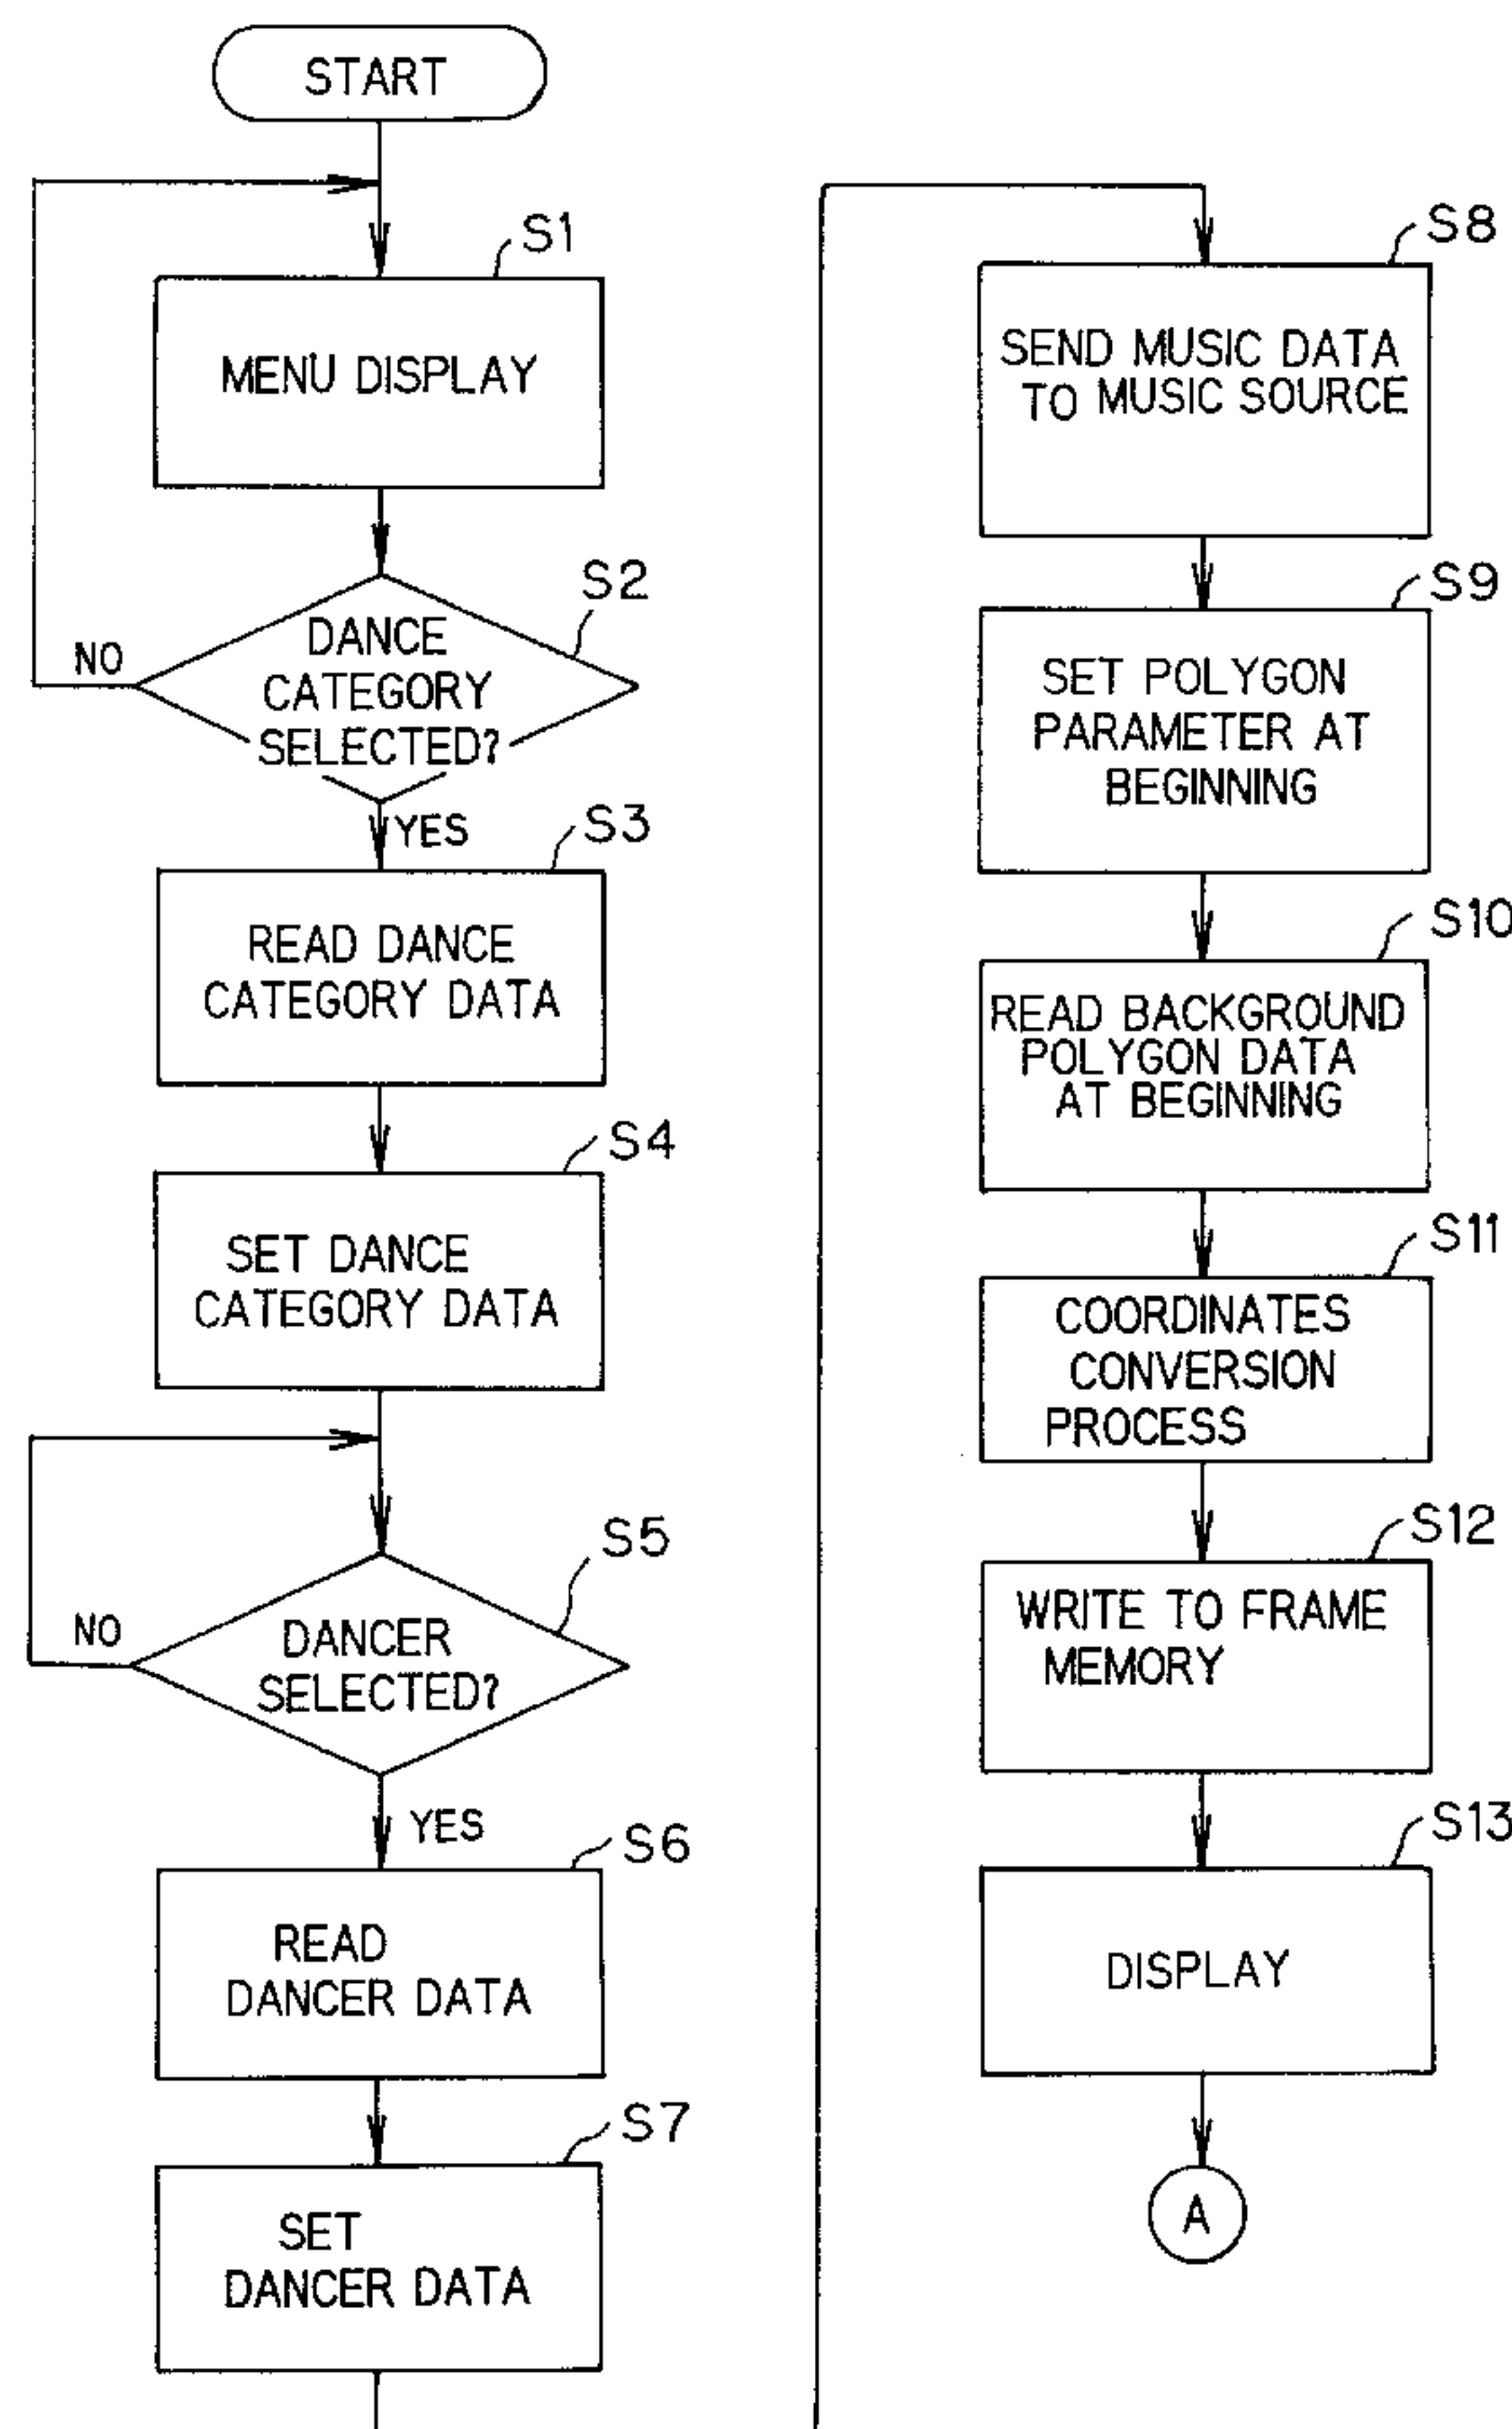 START
S1
MENU DISPLAY
S2
DANCE
CATEGORY
SELECTED?
NO
YES
S3
READ DANCE
CATEGORY DATA
S4
SET DANCE
CATEGORY DATA
S5
DANCER
SELECTED?
NO
YES
S6
READ
DANCER DATA
S7
SET
DANCER DATA
S8
SEND MUSIC DATA
TO MUSIC SOURCE
S9
SET POLYGON
PARAMETER AT
BEGINNING
S10
READ BACKGROUND
POLYGON DATA
AT BEGINNING
S11
COORDINATES
CONVERSION
PROCESS
S12
WRITE TO FRAME
MEMORY
S13
DISPLAY
A